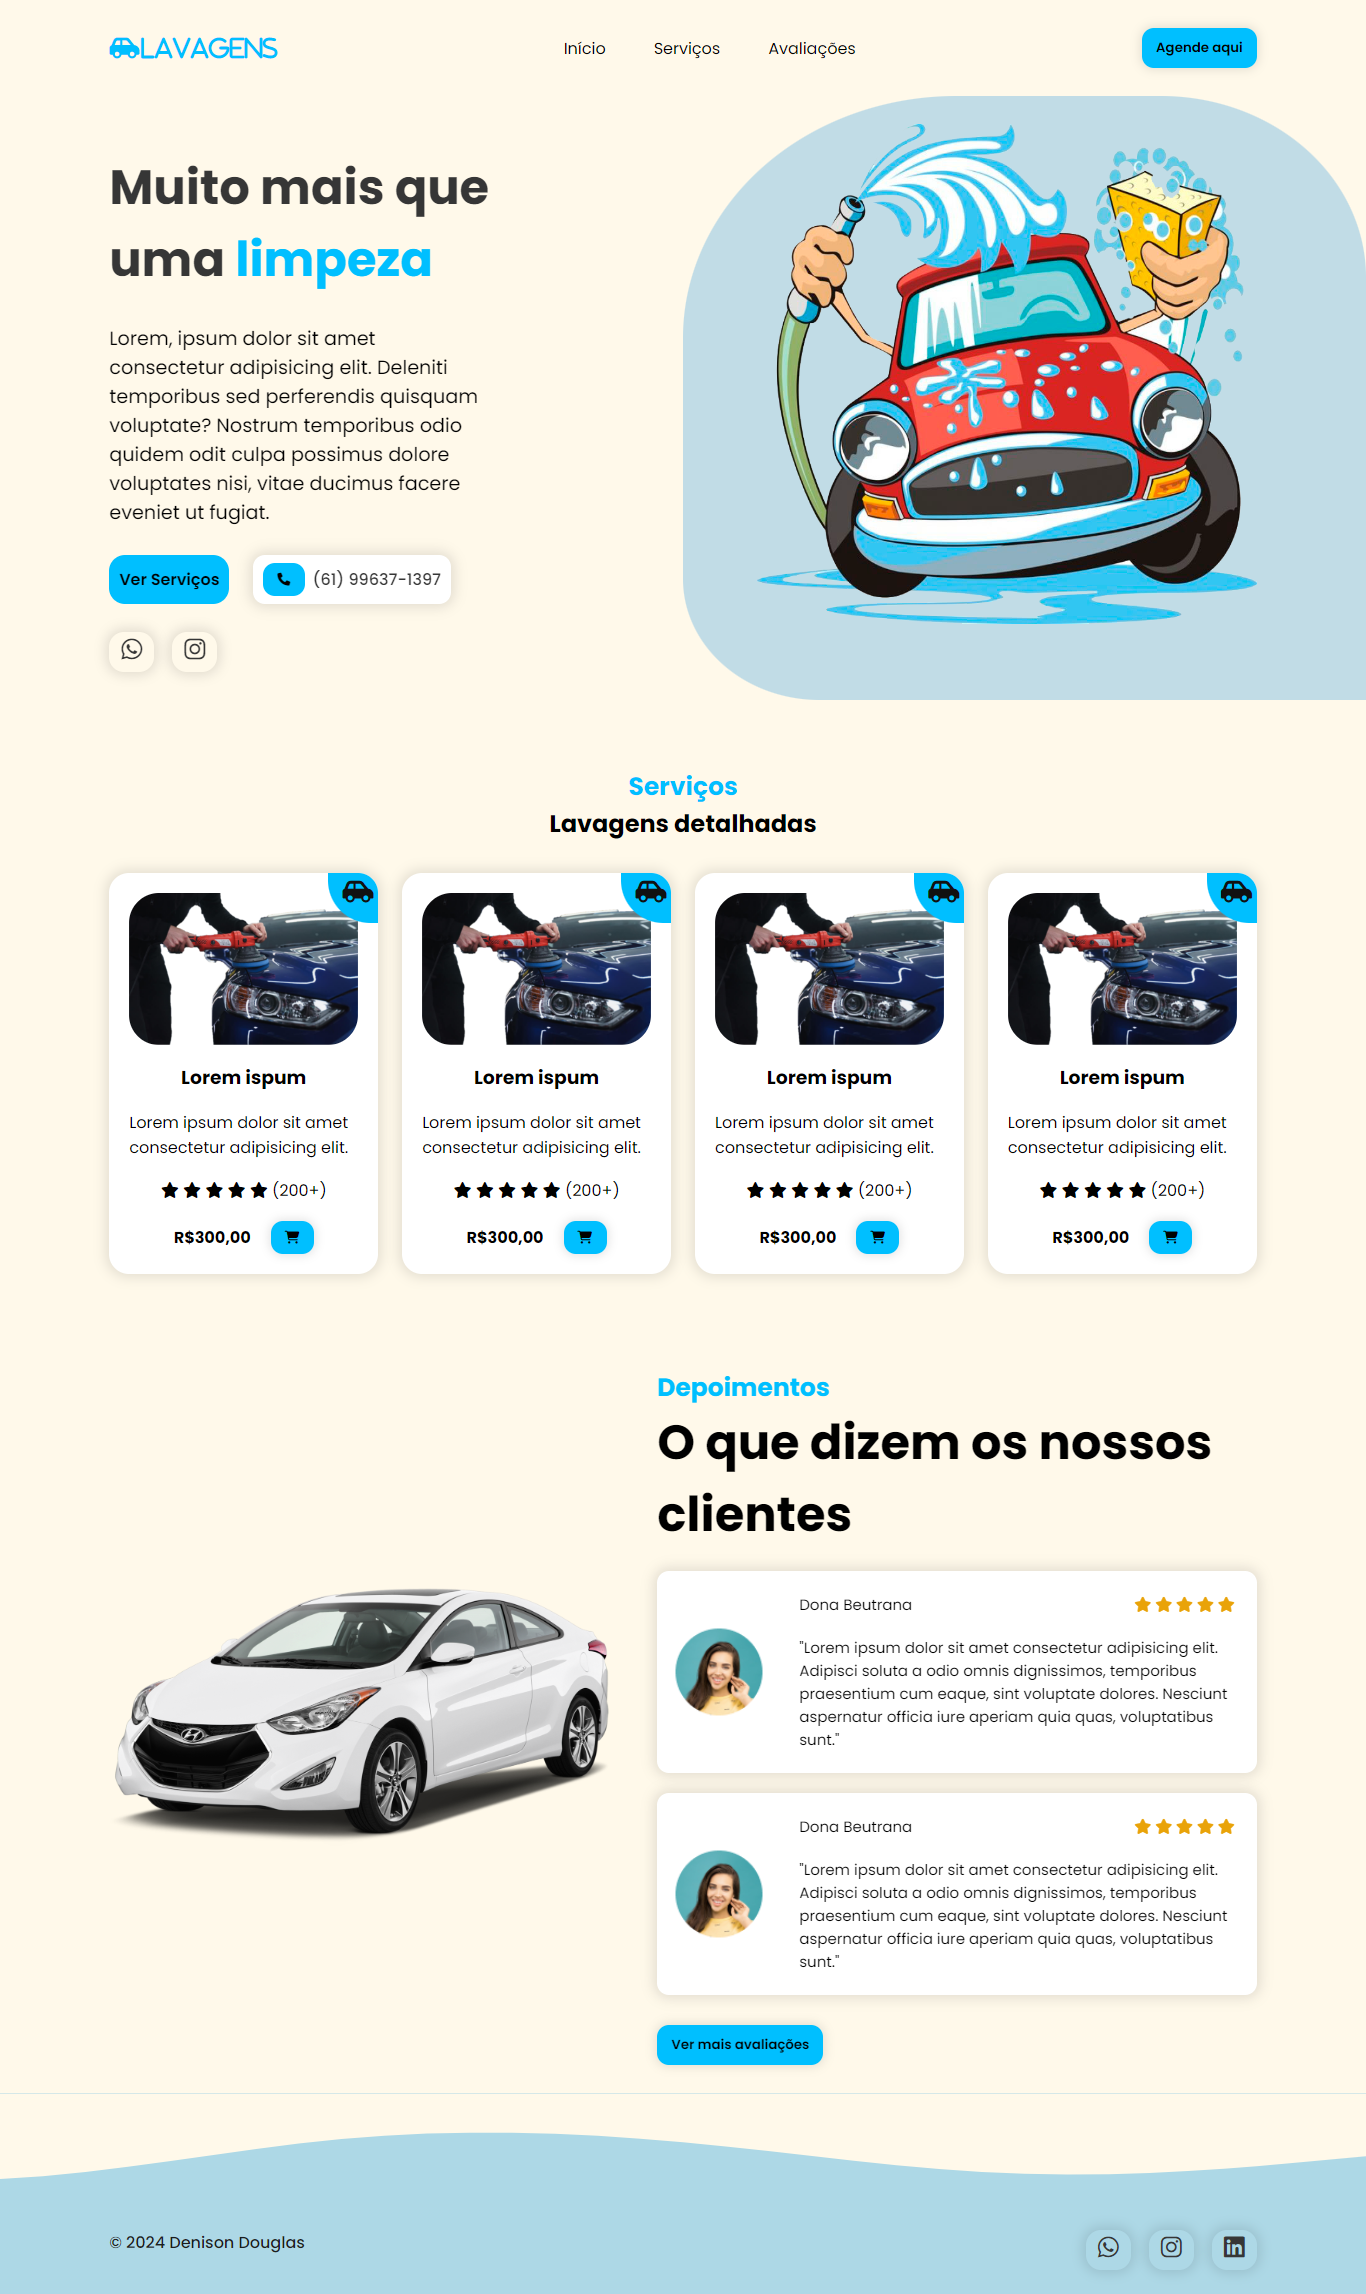 LAVAGENS
Início
Serviços
Avaliações
Agende aqui
Muito mais que
uma limpeza
Lorem, ipsum dolor sit amet
consectetur adipisicing elit. Deleniti
temporibus sed perferendis quisquam
voluptate? Nostrum temporibus odio
quidem odit culpa possimus dolore
voluptates nisi, vitae ducimus facere
eveniet ut fugiat.
Ver Serviços
(61) 99637-1397
Serviços
Lavagens detalhadas
Lorem ispum
Lorem ipsum dolor sit amet
consectetur adipisicing elit.
(200+)
R$300,00
Lorem ispum
Lorem ipsum dolor sit amet
consectetur adipisicing elit.
(200+)
R$300,00
Lorem ispum
Lorem ipsum dolor sit amet
consectetur adipisicing elit.
(200+)
R$300,00
Lorem ispum
Lorem ipsum dolor sit amet
consectetur adipisicing elit.
(200+)
R$300,00
Depoimentos
O que dizem os nossos
clientes
Dona Beutrana
"Lorem ipsum dolor sit amet consectetur adipisicing elit.
Adipisci soluta a odio omnis dignissimos, temporibus
praesentium cum eaque, sint voluptate dolores. Nesciunt
aspernatur officia iure aperiam quia quas, voluptatibus
sunt."
Dona Beutrana
"Lorem ipsum dolor sit amet consectetur adipisicing elit.
Adipisci soluta a odio omnis dignissimos, temporibus
praesentium cum eaque, sint voluptate dolores. Nesciunt
aspernatur officia iure aperiam quia quas, voluptatibus
sunt."
Ver mais avaliações
© 2024 Denison Douglas